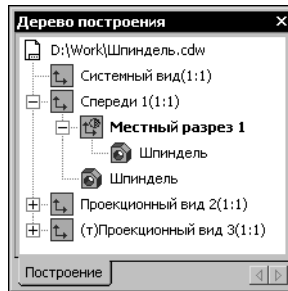 Дерево построения
D:\Work\Шпиндель.cdw
Системный вид(1:1)
Спереди 1(1:1)
Местный разрез 1
Шпиндель
Шпиндель
Проекционный вид 2(1:1)
(т)Проекционный вид 3(1:1)
Построение